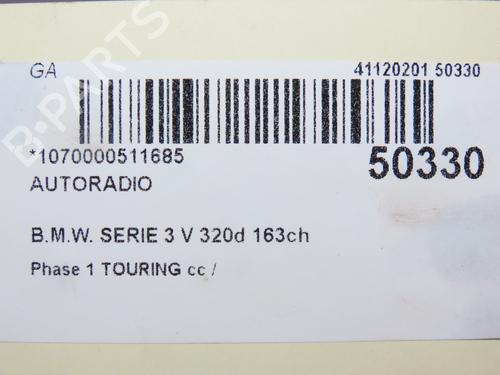 GA
41120201 50330
*1070000511685
50330
AUTORADIO
B.M.W. SERIE 3 V 320d 163ch
Phase 1 TOURING cc /
B-PARTS